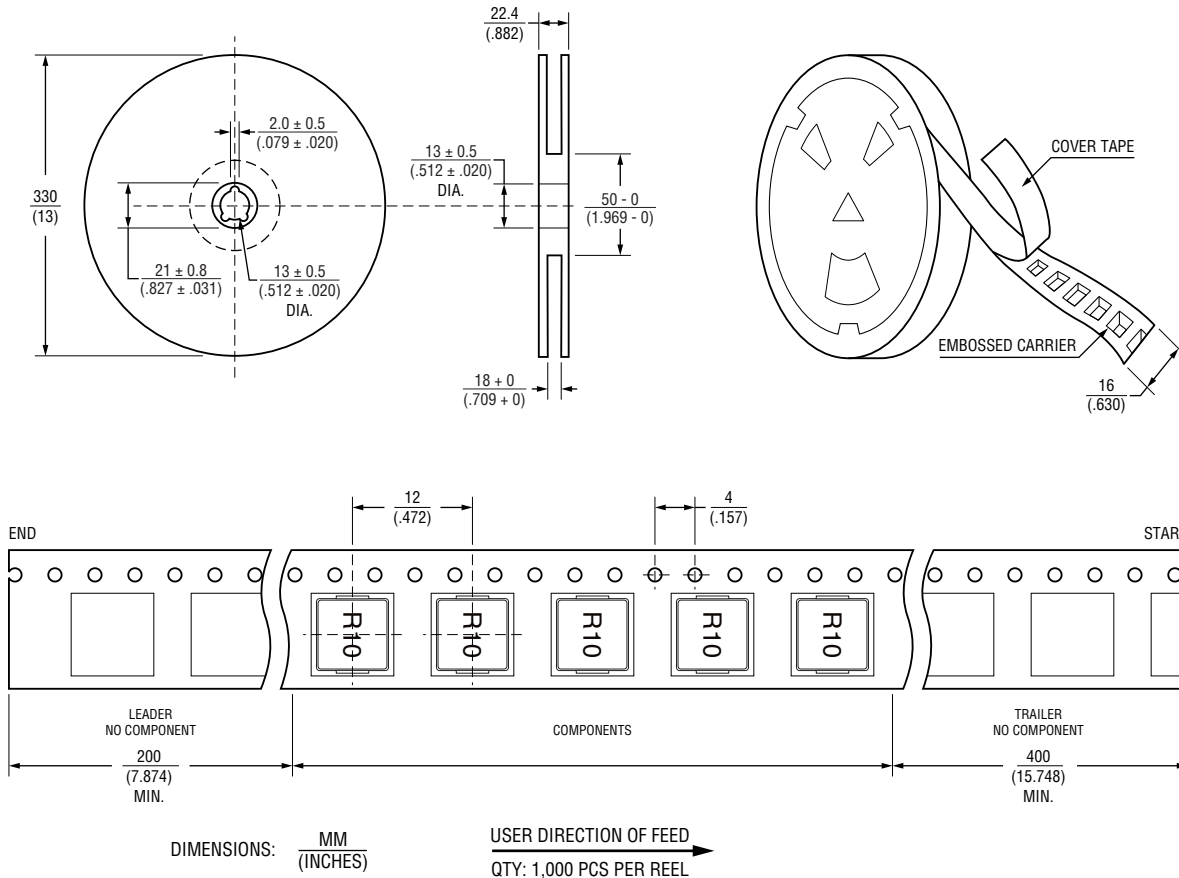 22.4
(.882)
2.0 ± 0.5
(.079 ± .020)
13 ± 0.5
(.512 ± .020)
DIA.
330
(13)
50 - 0
(1.969 - 0)
21 ± 0.8
(.827 ± .031)
13 ± 0.5
(.512 ± .020)
DIA.
18 + 0
(.709 + 0)
COVER TAPE
EMBOSSED CARRIER
16
(.630)
12
(.472)
4
(.157)
END
STAR
R10
R10
R10
R10
R10
LEADER
NO COMPONENT
200
(7.874)
MIN.
COMPONENTS
TRAILER
NO COMPONENT
400
(15.748)
MIN.
DIMENSIONS:
MM
(INCHES)
USER DIRECTION OF FEED
QTY: 1,000 PCS PER REEL